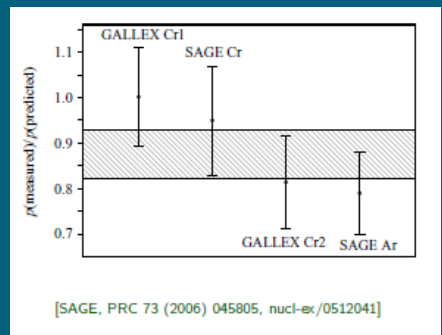 GALLEX Cr1
SAGE Cr
1.1
1.0
0.9
0.8
0.7
p(measured)/p(predicted)
GALLEX Cr2
SAGE Ar
[SAGE, PRC 73 (2006) 045805, nucl-ex/0512041]